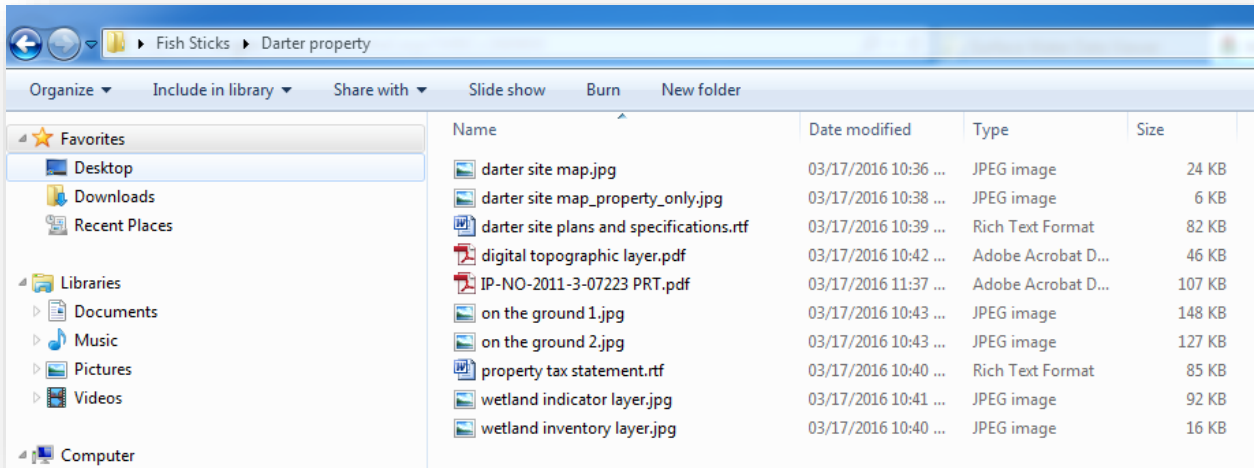 Fish Sticks Darter property
Organize Include in library Share with Slide show Burn New folder
Favorites
Desktop
Downloads
Recent Places
Libraries
Documents
Music
Pictures
Videos
Computer
Name Date modified Type Size
darter site map.jpg 03/17/2016 10:36 ... JPEG image 24 KB
darter site map_property_only.jpg 03/17/2016 10:38 ... JPEG image 6 KB
darter site plans and specifications.rtf 03/17/2016 10:39 ... Rich Text Format 82 KB
digital topographic layer.pdf 03/17/2016 10:42 ... Adobe Acrobat D... 46 KB
IP-NO-2011-3-07223 PRT.pdf 03/17/2016 11:37 ... Adobe Acrobat D... 107 KB
on the ground 1.jpg 03/17/2016 10:43 ... JPEG image 148 KB
on the ground 2.jpg 03/17/2016 10:43 ... JPEG image 127 KB
property tax statement.rtf 03/17/2016 10:40 ... Rich Text Format 85 KB
wetland indicator layer.jpg 03/17/2016 10:41 ... JPEG image 92 KB
wetland inventory layer.jpg 03/17/2016 10:40 ... JPEG image 16 KB